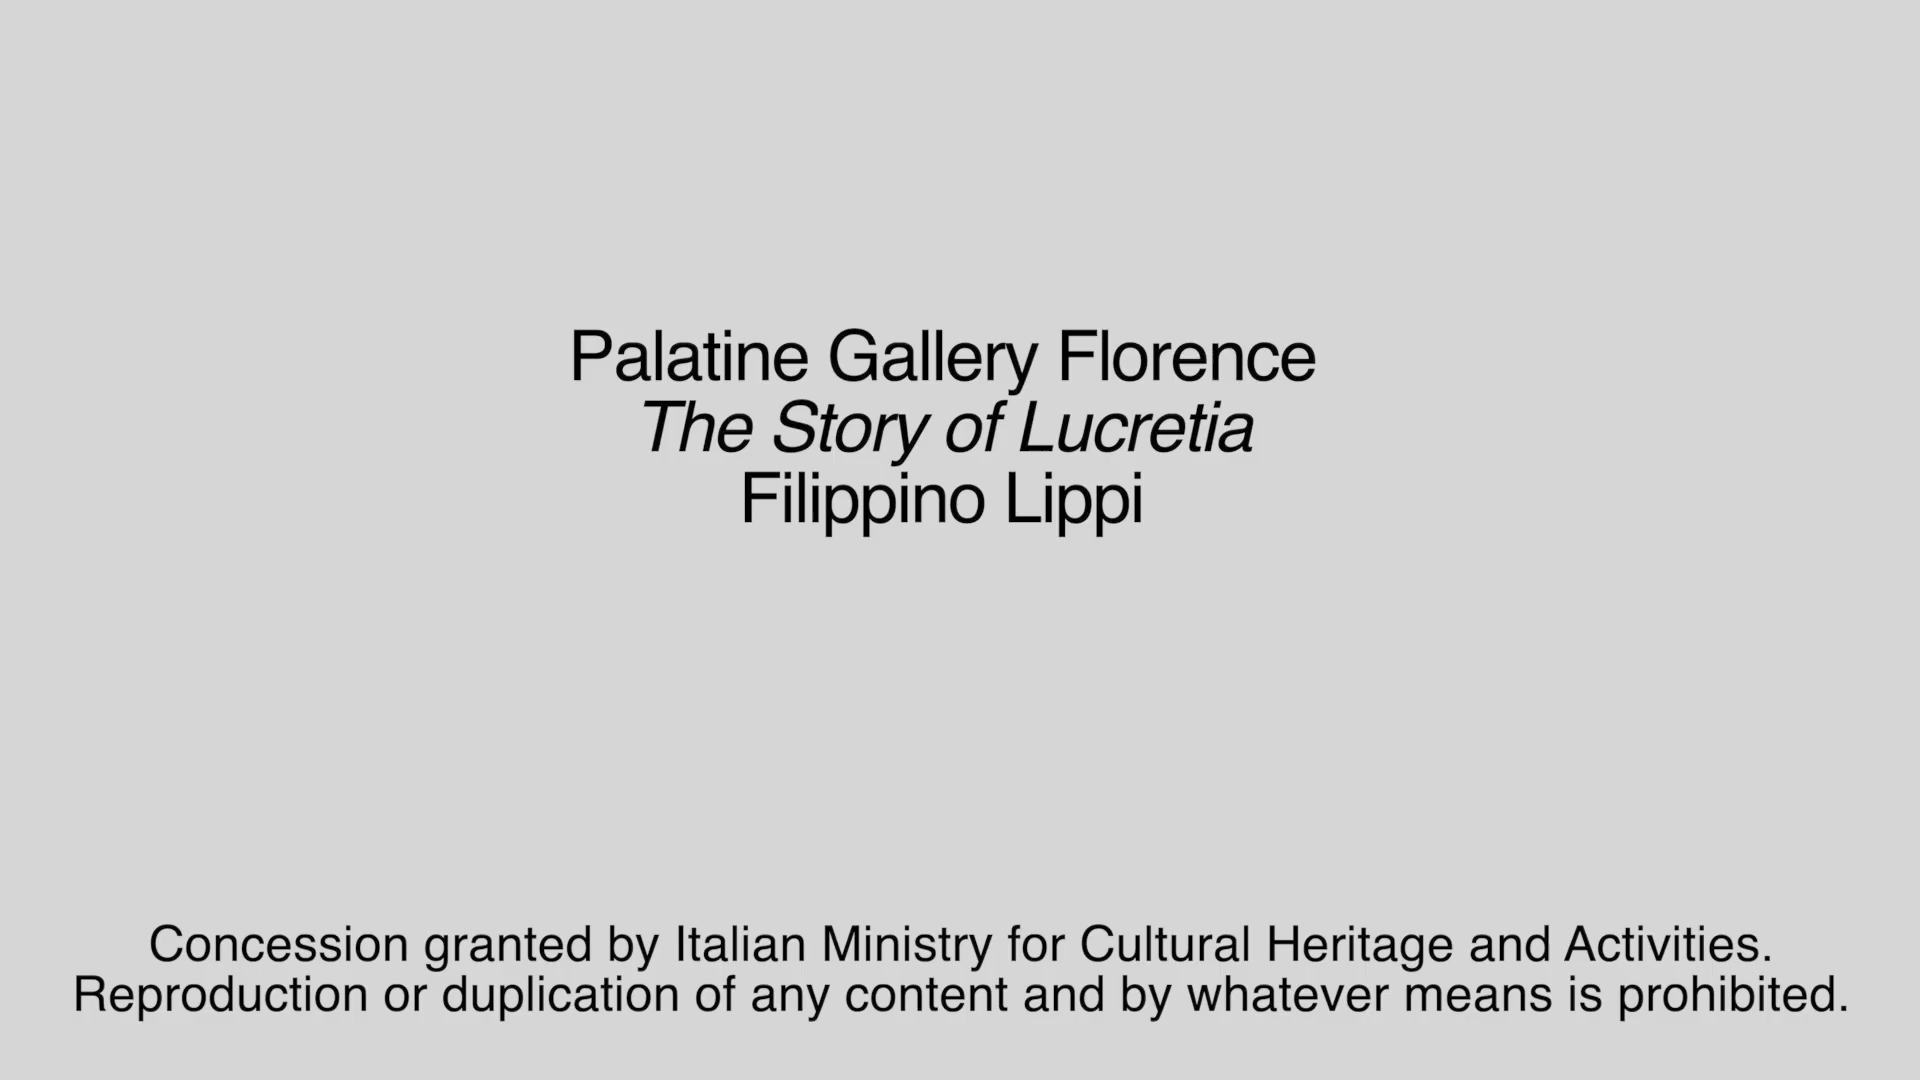 Palatine Gallery Florence
The Story of Lucretia
Filippino Lippi
Concession granted by Italian Ministry for Cultural Heritage and Activities.
Reproduction or duplication of any content and by whatever means is prohibited.